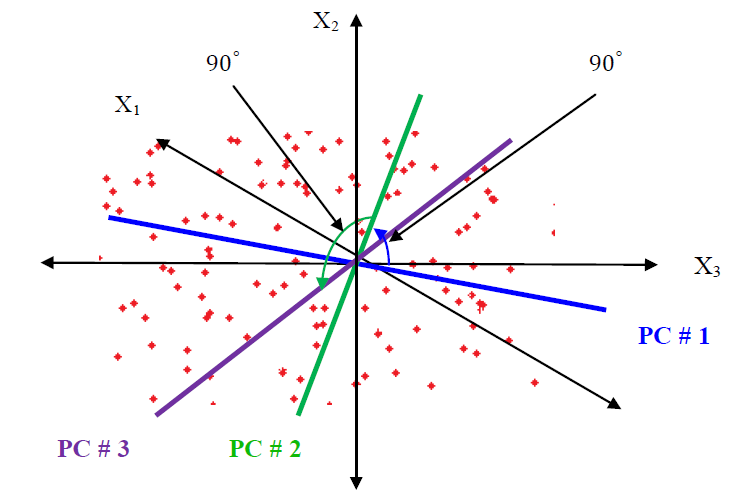 X₂
90°
90°
X₁
X₃
PC # 1
PC # 3
PC # 2